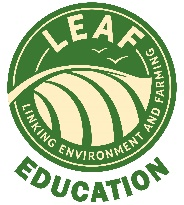 LEAF
LINKING ENVIRONMENT AND FARMING
EDUCATION